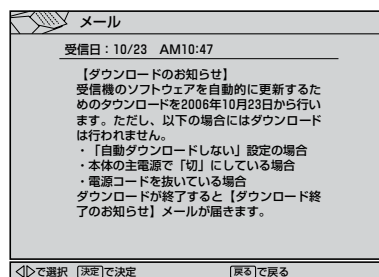 メール
受信日：10/23　AM10:47
【ダウンロードのお知らせ】
受信機のソフトウェアを自動的に更新するた
めのダウンロードを2006年10月23日から行い
ます。ただし、以下の場合にはダウンロード
は行われません。
・「自動ダウンロードしない」設定の場合
・本体の主電源で「切」にしている場合
・電源コードを抜いている場合
ダウンロードが終了すると【ダウンロード終
了のお知らせ】メールが届きます。
◁▷で選択　決定で決定　戻るで戻る